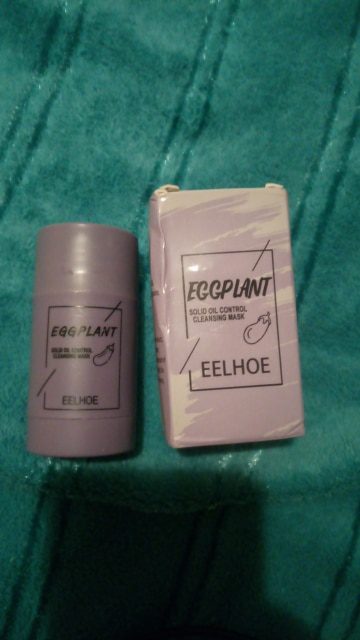 EGGPLANT
SOLID OIL CONTROL
CLEANSING MASK
EELHOE
EGGPLANT
SOLID OIL CONTROL
CLEANSING MASK
EELHOE